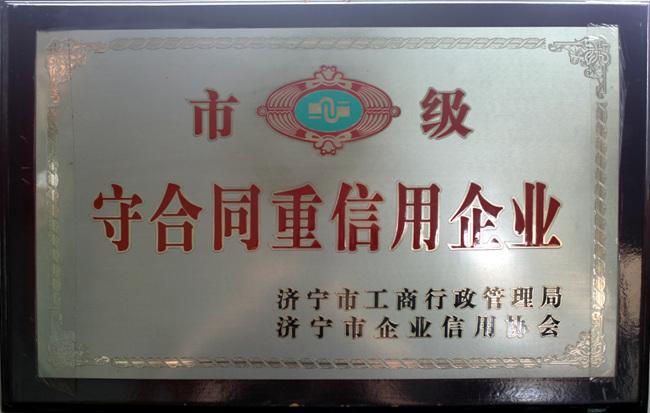 市 级
守合同重信用企业
济宁市工商行政管理局
济宁市企业信用协会